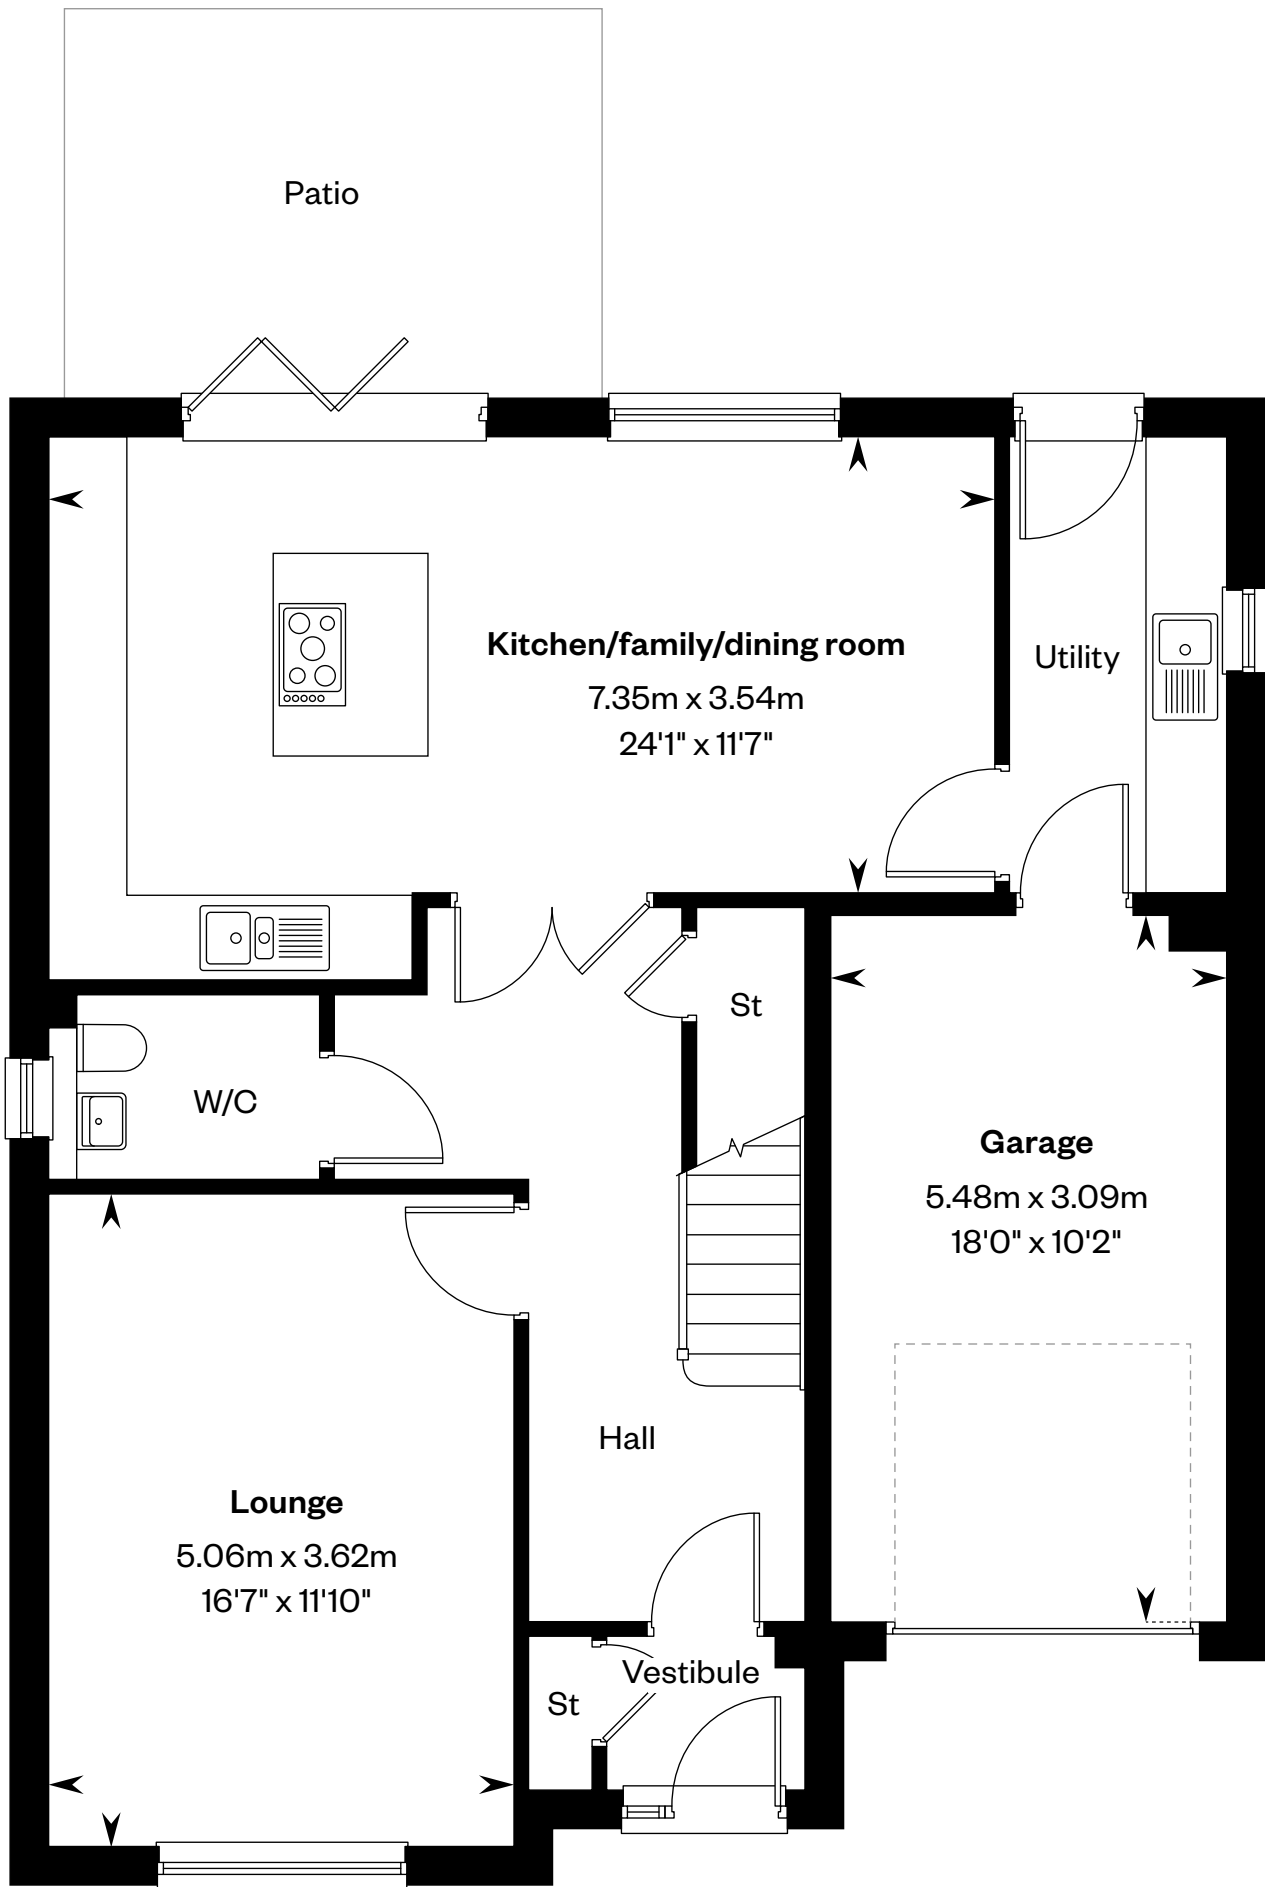 Patio
Kitchen/family/dining room
7.35m x 3.54m
24'1" x 11'7"
Utility
St
W/C
Garage
5.48m x 3.09m
18'0" x 10'2"
Hall
Lounge
5.06m x 3.62m
16'7" x 11'10"
Vestibule
St